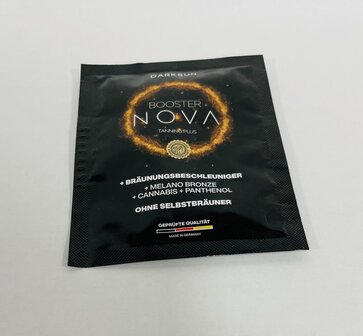 DARKSUN
BOOSTER
NOVA
TANNING PLUS
+ BRÄUNUNGSBESCHLEUNIGER
+ MELANO BRONZE
+ CANNABIS + PANTHENOL
OHNE SELBSTBRÄUNER
GEPRÜFTE QUALITÄT
MADE IN GERMANY